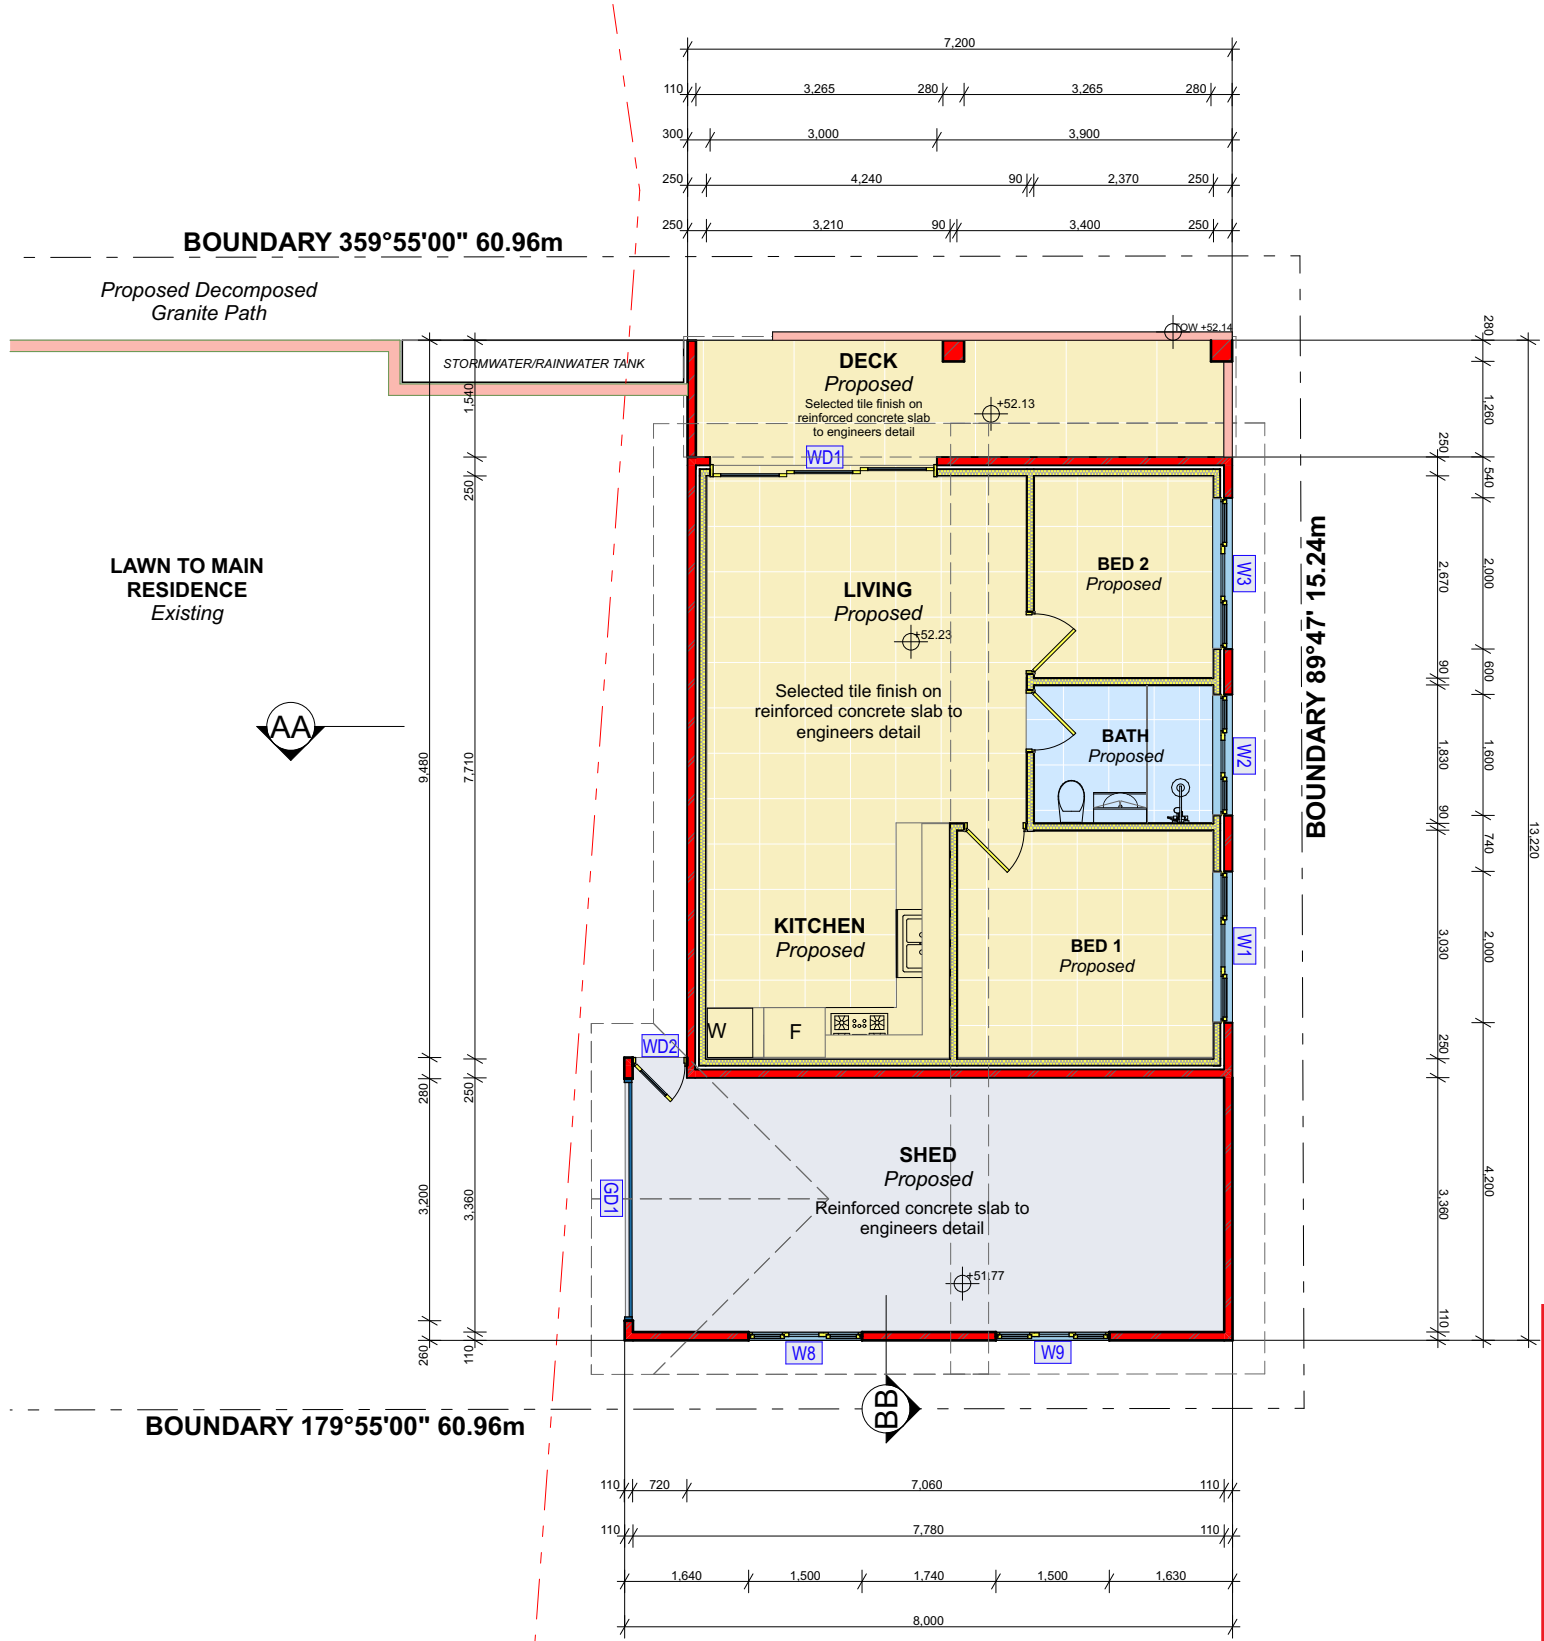 7,200
110 3,265 280 3,265 280
300 3,000 3,900
250 4,240 90 2,370 250
250 3,210 90 3,400 250
BOUNDARY 359°55'00" 60.96m
Proposed Decomposed
Granite Path
STORMWATER/RAINWATER TANK
TOW +52.14
DECK
Proposed
Selected tile finish on
reinforced concrete slab
to engineers detail
+52.13
WD1
LAWN TO MAIN
RESIDENCE
Existing
LIVING
Proposed
+52.23
Selected tile finish on
reinforced concrete slab to
engineers detail
BED 2
Proposed
W3
BATH
Proposed
W2
BOUNDARY 89°47' 15.24m
AA
KITCHEN
Proposed
BED 1
Proposed
W1
W
F
WD2
SHED
Proposed
Reinforced concrete slab to
engineers detail
GD1
+51.77
W8
W9
BB
BOUNDARY 179°55'00" 60.96m
9,480
280
3,200
260
1,540
250
7,710
250
3,360
110
250
2,670
90
1,830
90
3,030
250
3,360
110
280
1,260
540
2,000
600
1,600
740
2,000
4,200
13,220
110 720 7,060 110
110 7,780 110
1,640 1,500 1,740 1,500 1,630
8,000